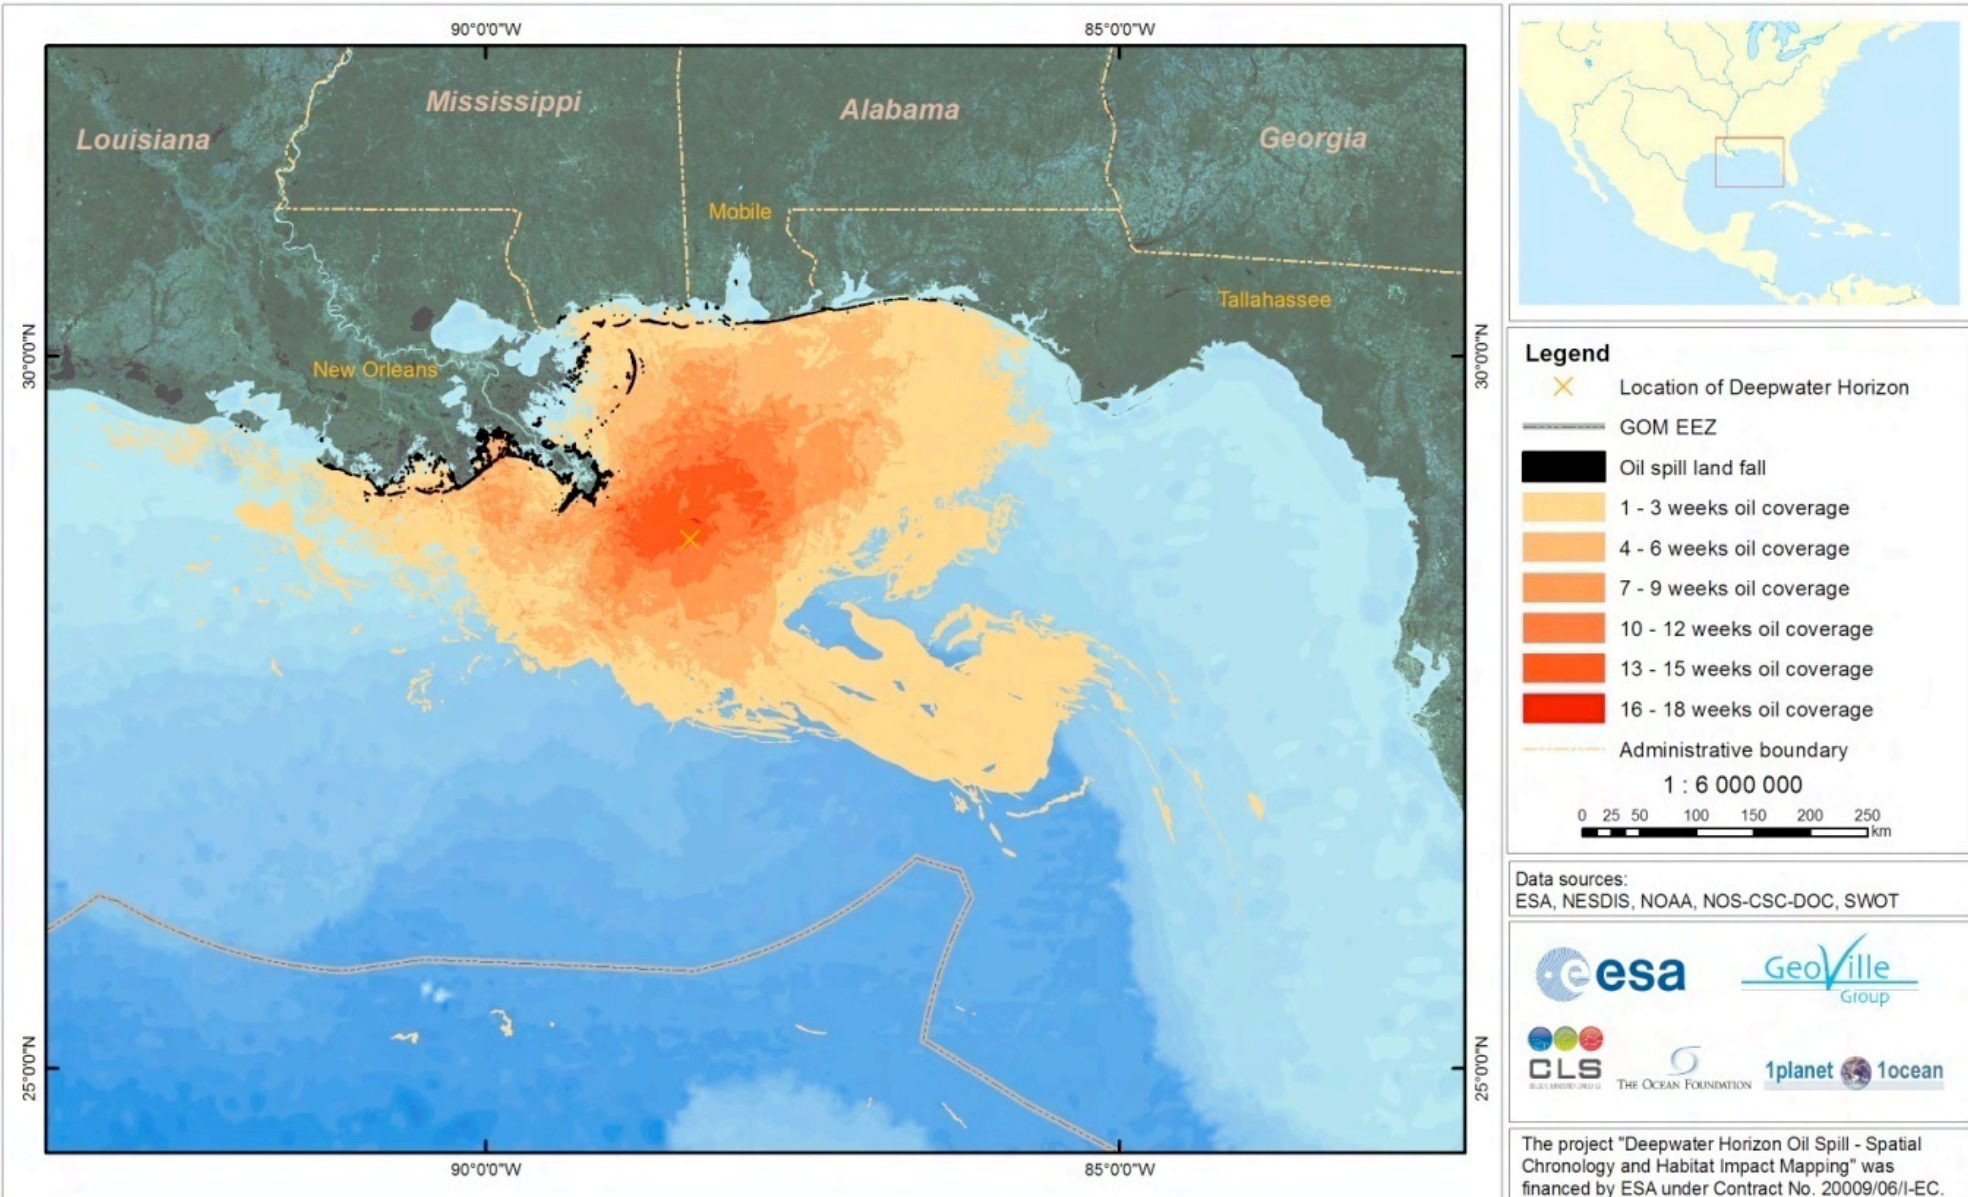 90°0'0"W
85°0'0"W
Mississippi
Alabama
Louisiana
Georgia
Mobile
Tallahassee
New Orleans
30°0'0"N
30°0'0"N
25°0'0"N
25°0'0"N
90°0'0"W
85°0'0"W
Legend
Location of Deepwater Horizon
GOM EEZ
Oil spill land fall
1 - 3 weeks oil coverage
4 - 6 weeks oil coverage
7 - 9 weeks oil coverage
10 - 12 weeks oil coverage
13 - 15 weeks oil coverage
16 - 18 weeks oil coverage
Administrative boundary
1 : 6 000 000
0 25 50 100 150 200 250
km
Data sources:
ESA, NESDIS, NOAA, NOS-CSC-DOC, SWOT
esa
GeoVille
Group
CLS
THE OCEAN FOUNDATION
1planet 1ocean
The project "Deepwater Horizon Oil Spill - Spatial
Chronology and Habitat Impact Mapping" was
financed by ESA under Contract No. 20009/06/I-EC.